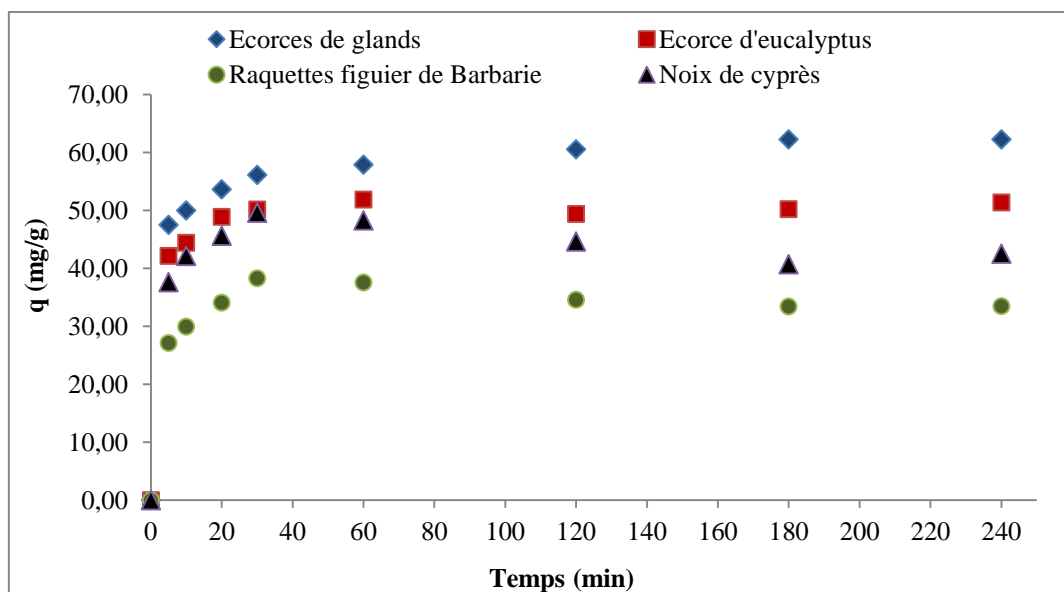 Ecorces de glands
Ecorce d'eucalyptus
Raquettes figuier de Barbarie
Noix de cyprès
70,00
60,00
50,00
40,00
30,00
20,00
10,00
0,00
q (mg/g)
0 20 40 60 80 100 120 140 160 180 200 220 240
Temps (min)